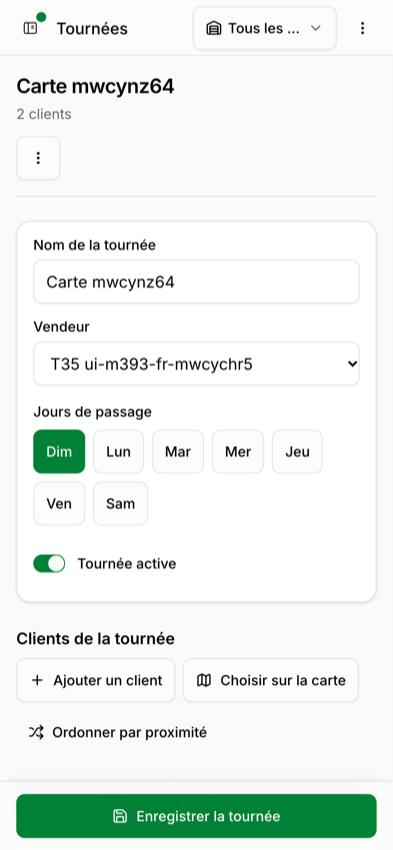 Tournées
Tous les ...
Carte mwcynz64
2 clients
Nom de la tournée
Carte mwcynz64
Vendeur
T35 ui-m393-fr-mwcychr5
Jours de passage
Dim
Lun
Mar
Mer
Jeu
Ven
Sam
Tournée active
Clients de la tournée
Ajouter un client
Choisir sur la carte
Ordonner par proximité
Enregistrer la tournée